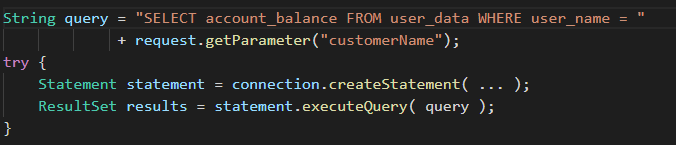 String query = "SELECT account_balance FROM user_data WHERE user_name = "
+ request.getParameter("customerName");
try {
Statement statement = connection.createStatement( ... );
ResultSet results = statement.executeQuery( query );
}